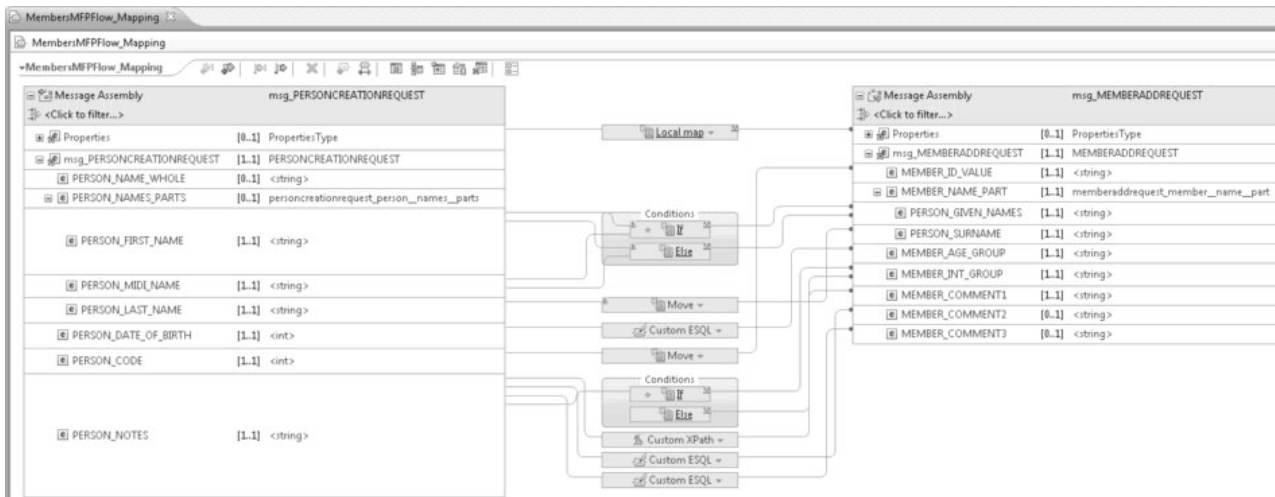 MembersMFPFlow_Mapping
MembersMFPFlow_Mapping
MembersMFPFlow_Mapping
Message Assembly msg_PERSONCREATIONREQUEST
<Click to filter...>
Properties [0..1] PropertiesType
msg_PERSONCREATIONREQUEST [1..1] PERSONCREATIONREQUEST
PERSON_NAME_WHOLE [0..1] <string>
PERSON_NAMES_PARTS [0..1] personcreationrequest_person__names__parts
PERSON_FIRST_NAME [1..1] <string>
PERSON_MIDI_NAME [1..1] <string>
PERSON_LAST_NAME [1..1] <string>
PERSON_DATE_OF_BIRTH [1..1] <int>
PERSON_CODE [1..1] <int>
PERSON_NOTES [1..1] <string>
Local map
Conditions
If
Else
Move
Custom ESQL
Move
Conditions
If
Else
Custom XPath
Custom ESQL
Custom ESQL
Message Assembly msg_MEMBERADDREQUEST
<Click to filter...>
Properties [0..1] PropertiesType
msg_MEMBERADDREQUEST [1..1] MEMBERADDREQUEST
MEMBER_ID_VALUE [1..1] <string>
MEMBER_NAME_PART [1..1] memberaddrequest_member__name__part
PERSON_GIVEN_NAMES [1..1] <string>
PERSON_SURNAME [1..1] <string>
MEMBER_AGE_GROUP [1..1] <string>
MEMBER_INT_GROUP [1..1] <string>
MEMBER_COMMENT1 [1..1] <string>
MEMBER_COMMENT2 [0..1] <string>
MEMBER_COMMENT3 [0..1] <string>